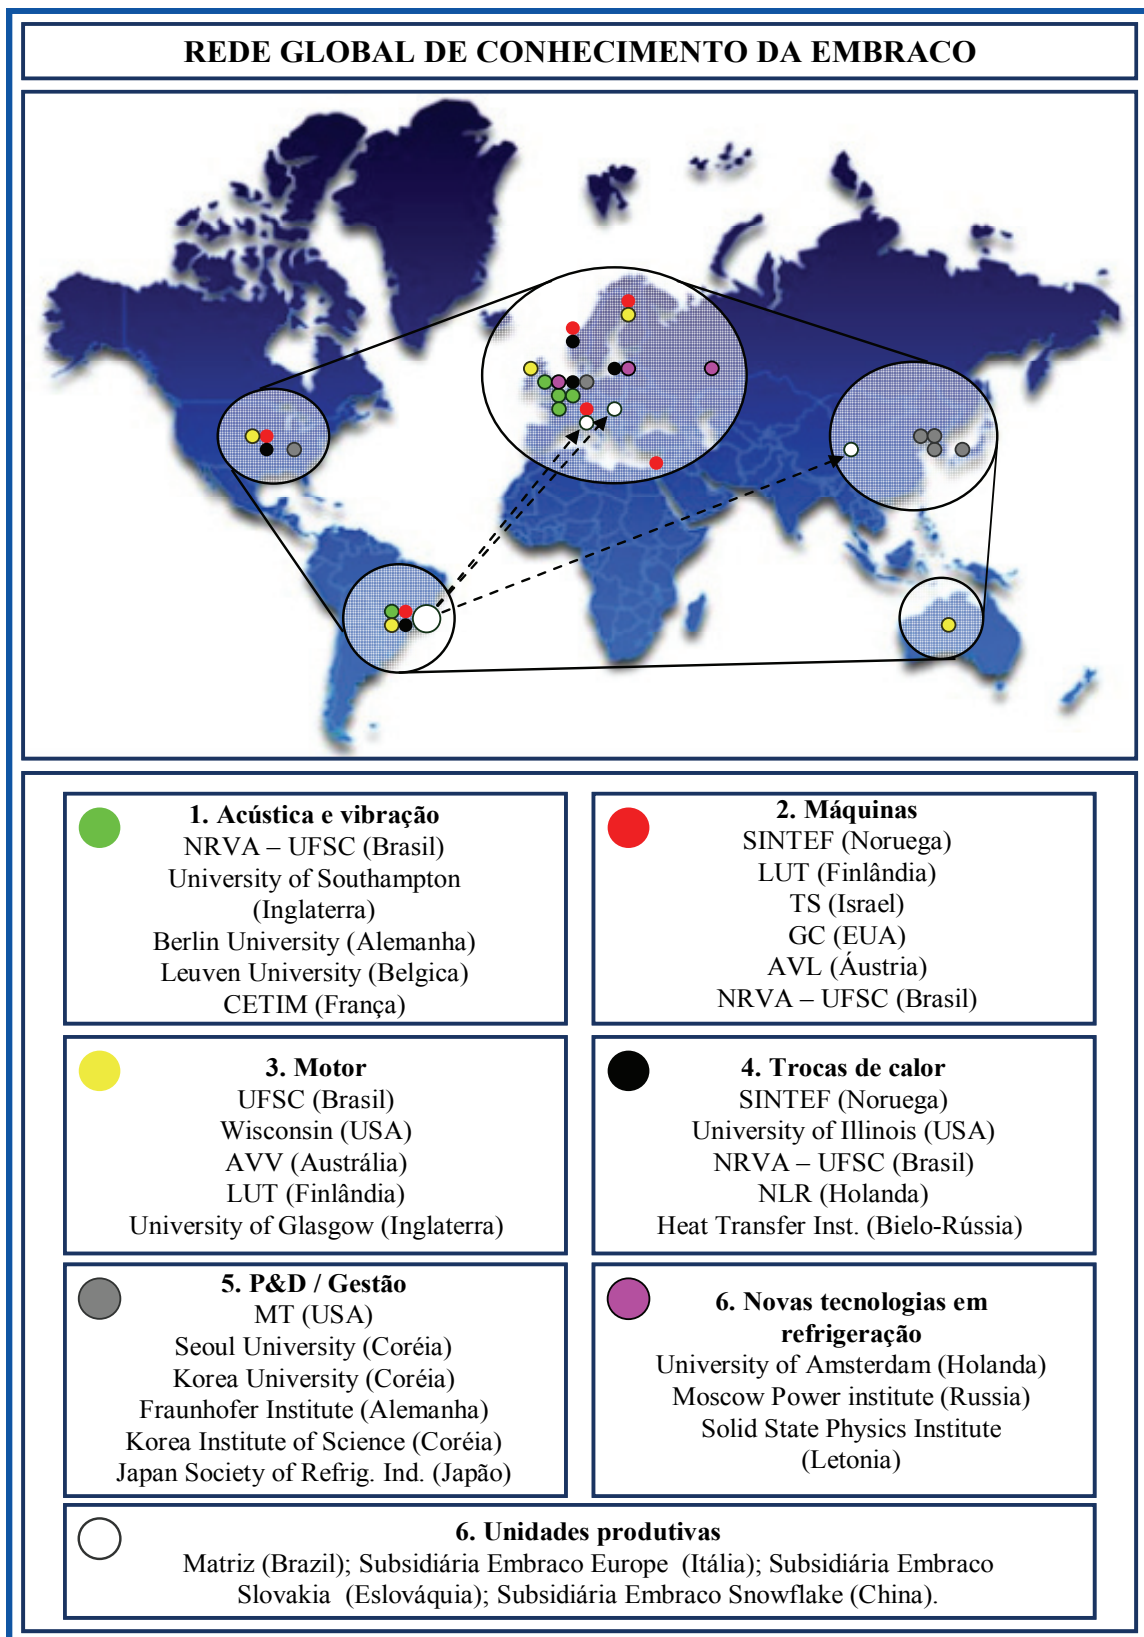 REDE GLOBAL DE CONHECIMENTO DA EMBRACO
1. Acústica e vibração
NRVA – UFSC (Brasil)
University of Southampton
(Inglaterra)
Berlin University (Alemanha)
Leuven University (Belgica)
CETIM (França)
2. Máquinas
SINTEF (Noruega)
LUT (Finlândia)
TS (Israel)
GC (EUA)
AVL (Áustria)
NRVA – UFSC (Brasil)
3. Motor
UFSC (Brasil)
Wisconsin (USA)
AVV (Austrália)
LUT (Finlândia)
University of Glasgow (Inglaterra)
4. Trocas de calor
SINTEF (Noruega)
University of Illinois (USA)
NRVA – UFSC (Brasil)
NLR (Holanda)
Heat Transfer Inst. (Bielo-Rússia)
5. P&D / Gestão
MT (USA)
Seoul University (Coréia)
Korea University (Coréia)
Fraunhofer Institute (Alemanha)
Korea Institute of Science (Coréia)
Japan Society of Refrig. Ind. (Japão)
6. Novas tecnologias em
refrigeração
University of Amsterdam (Holanda)
Moscow Power institute (Russia)
Solid State Physics Institute
(Letonia)
6. Unidades produtivas
Matriz (Brazil); Subsidiária Embraco Europe (Itália); Subsidiária Embraco
Slovakia (Eslováquia); Subsidiária Embraco Snowflake (China).